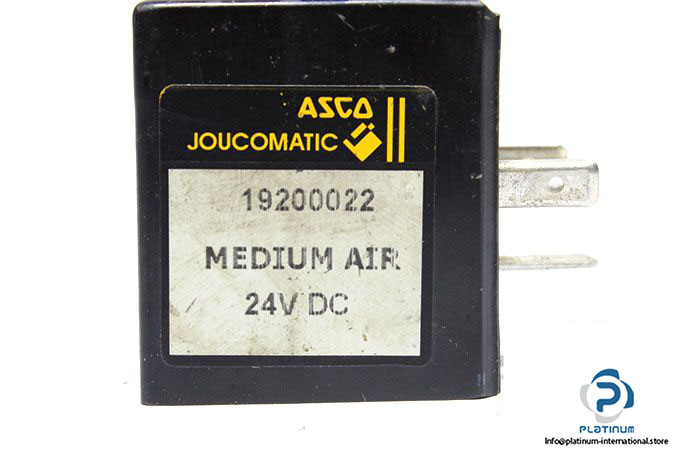 ASCO
JOUCOMATIC
19200022
MEDIUM AIR
24V DC
PLATINUM
Info@platinum-international.store